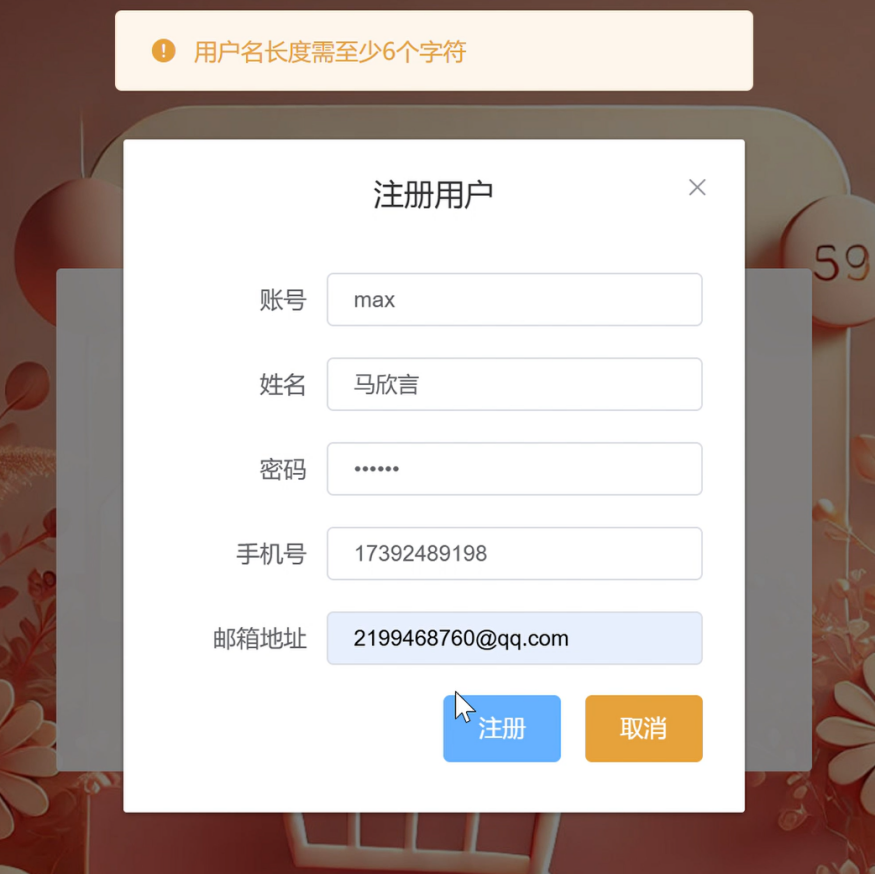 用户名长度需至少6个字符
注册用户
59
账号 max
姓名 马欣言
密码 ••••••
手机号 17392489198
邮箱地址 2199468760@qq.com
注册 取消